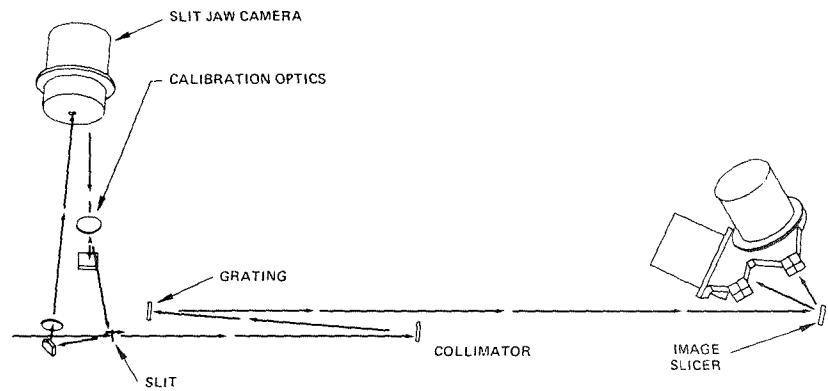 SLIT JAW CAMERA
CALIBRATION OPTICS
GRATING
COLLIMATOR
SLIT
IMAGE
SLICER